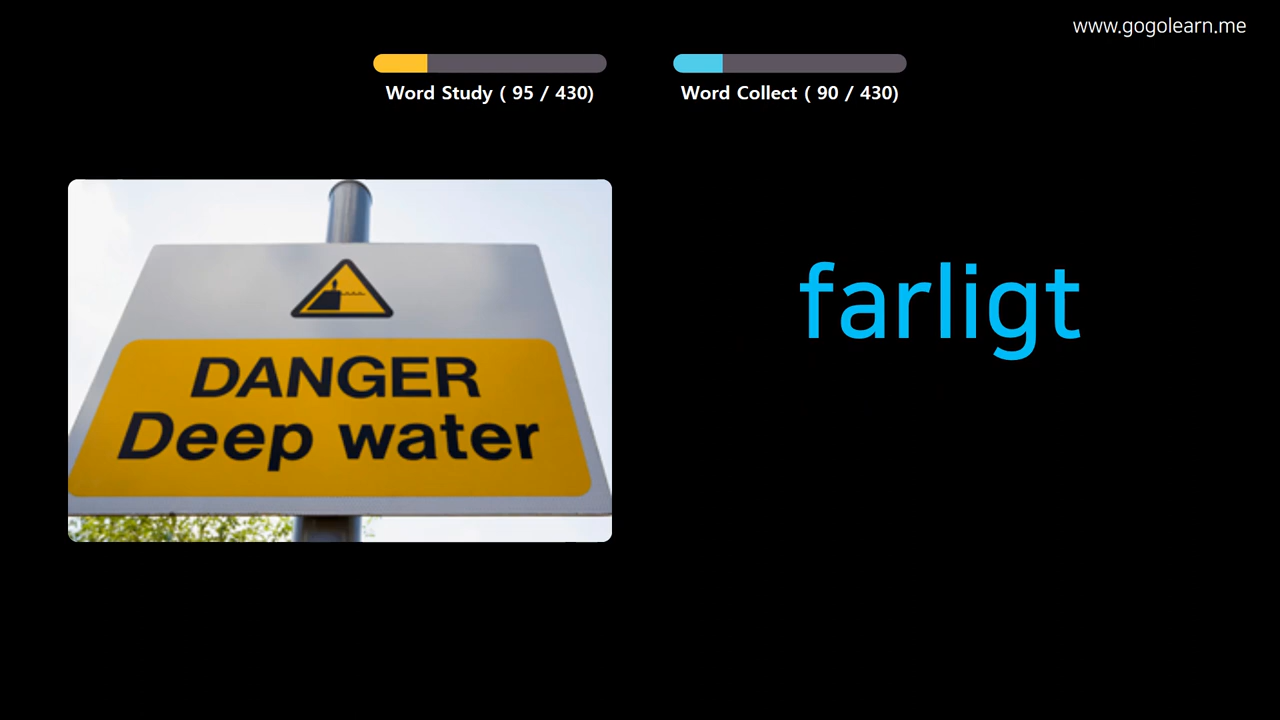 www.gogolearn.me
Word Study ( 95 / 430)
Word Collect ( 90 / 430)
DANGER
Deep water
farligt